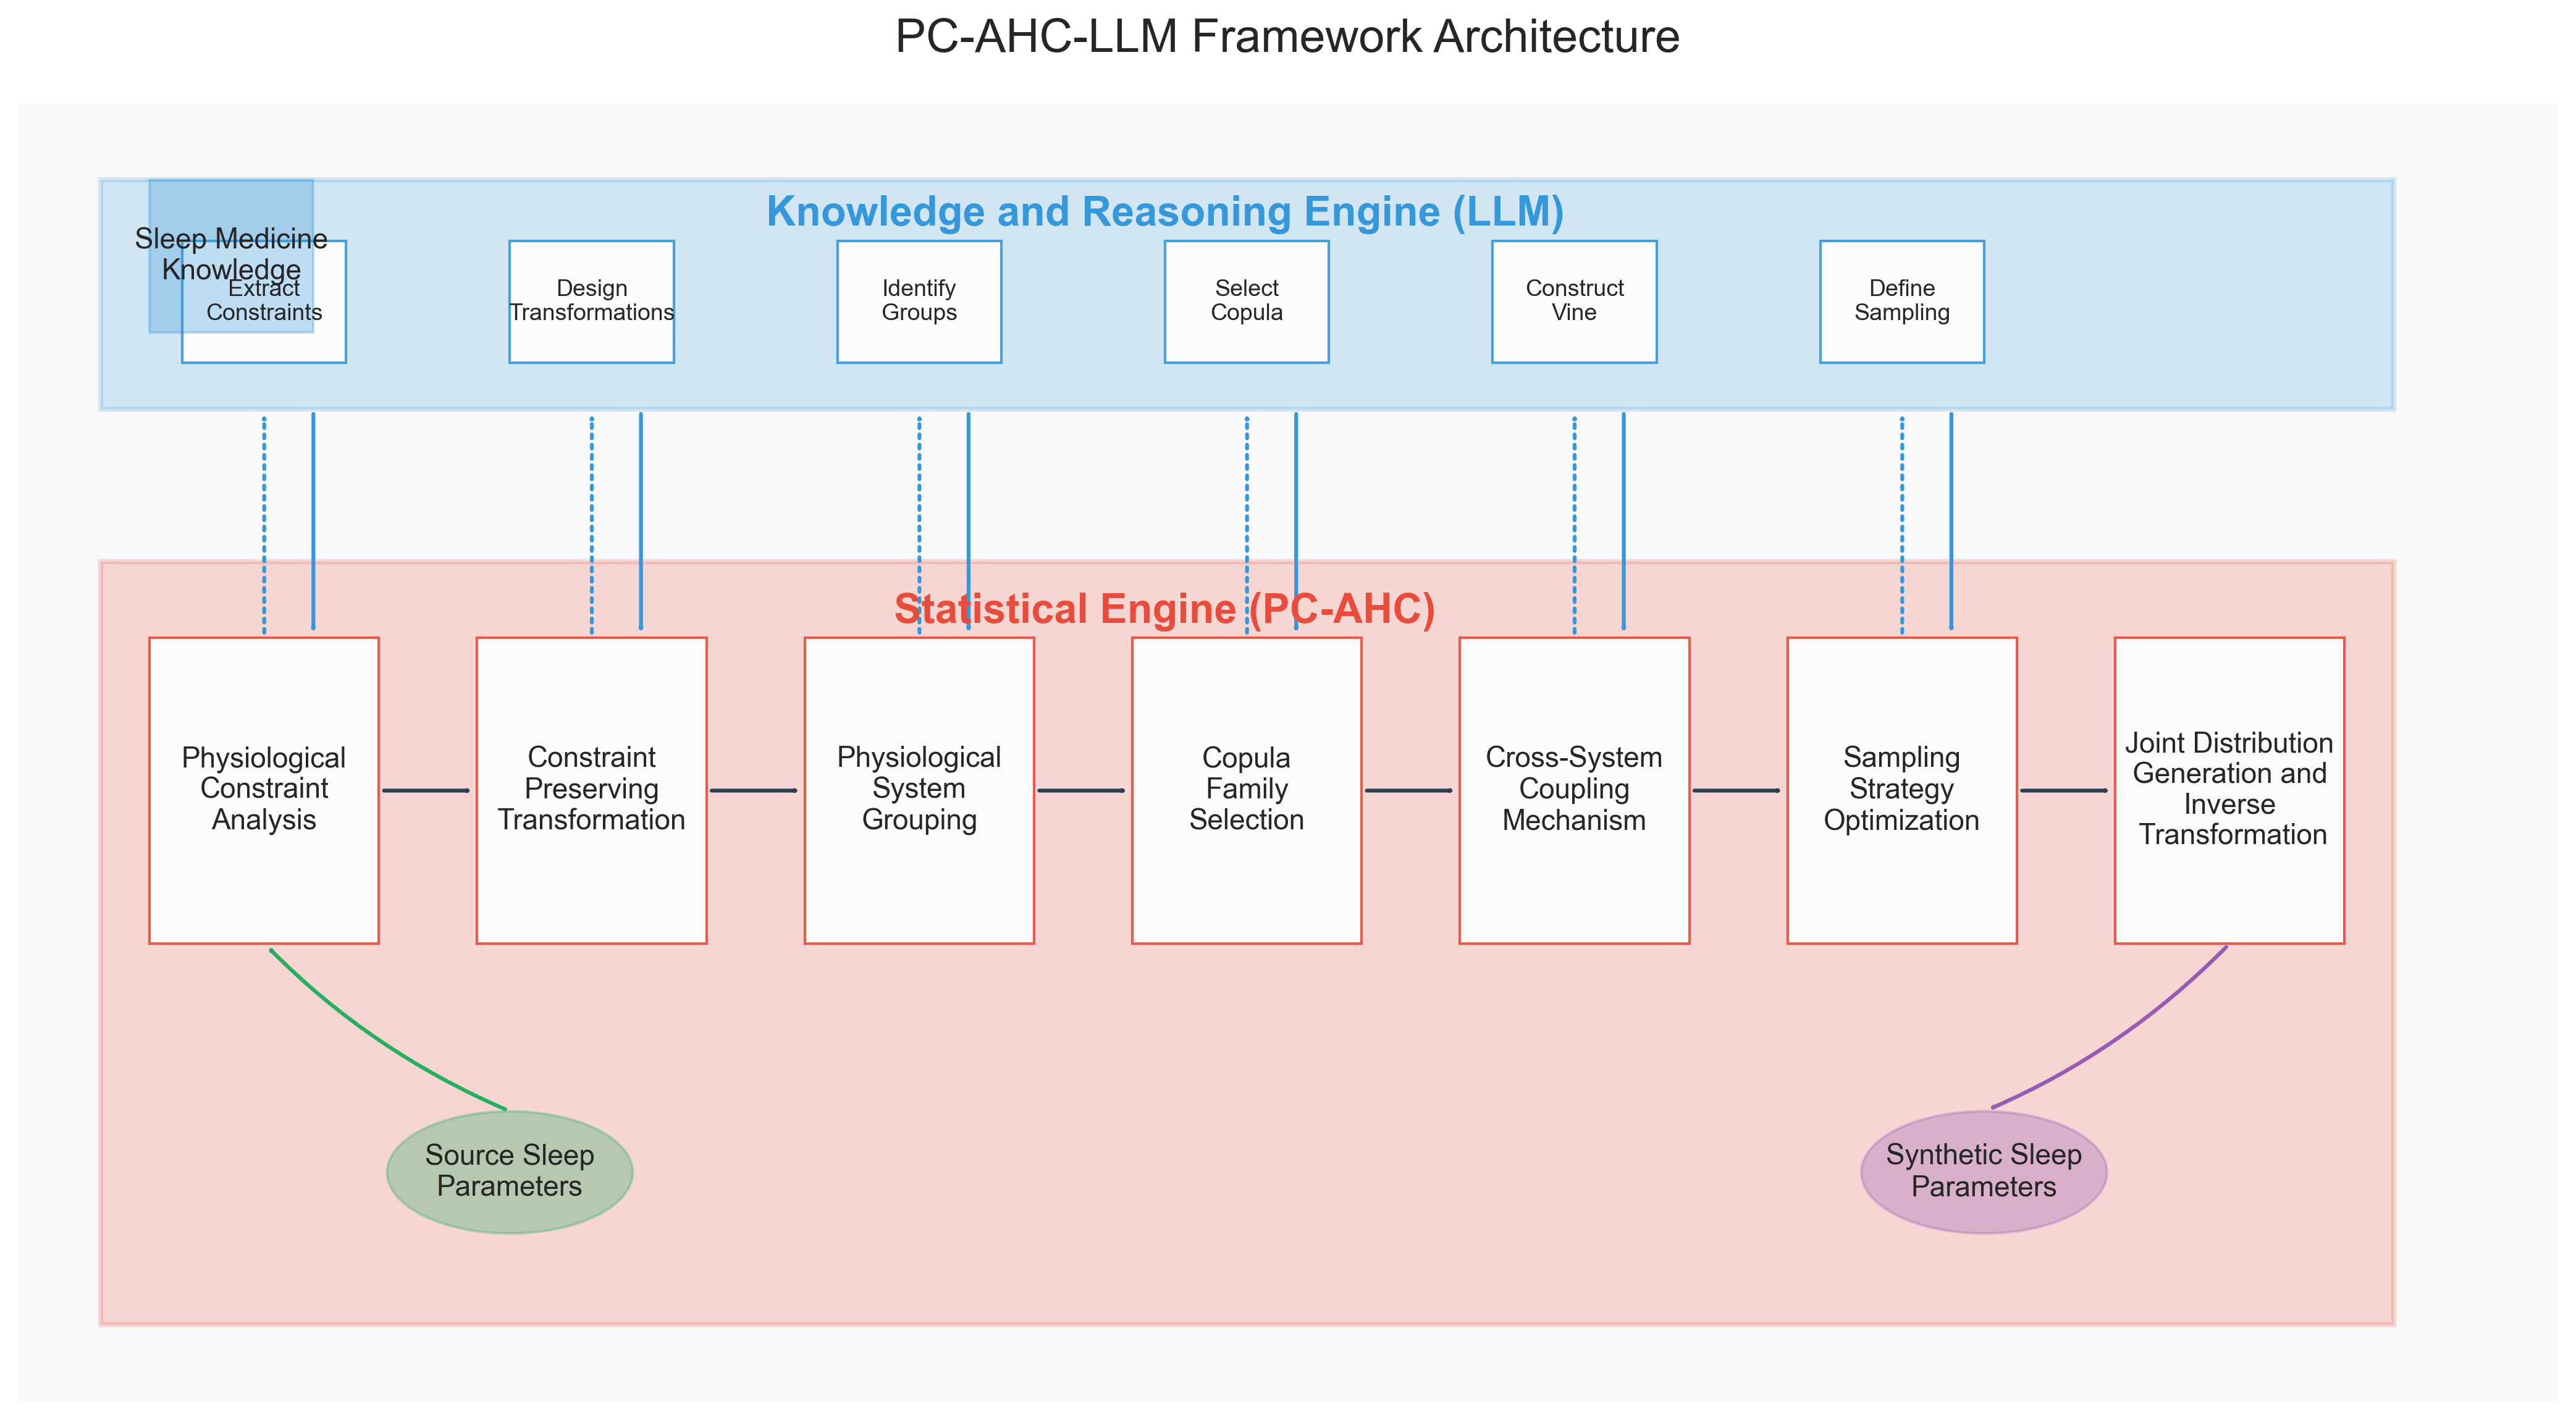 PC-AHC-LLM Framework Architecture
Knowledge and Reasoning Engine (LLM)
Sleep Medicine
Knowledge
Extract
Constraints
Design
Transformations
Identify
Groups
Select
Copula
Construct
Vine
Define
Sampling
Statistical Engine (PC-AHC)
Physiological
Constraint
Analysis
Constraint
Preserving
Transformation
Physiological
System
Grouping
Copula
Family
Selection
Cross-System
Coupling
Mechanism
Sampling
Strategy
Optimization
Joint Distribution
Generation and
Inverse
Transformation
Source Sleep
Parameters
Synthetic Sleep
Parameters